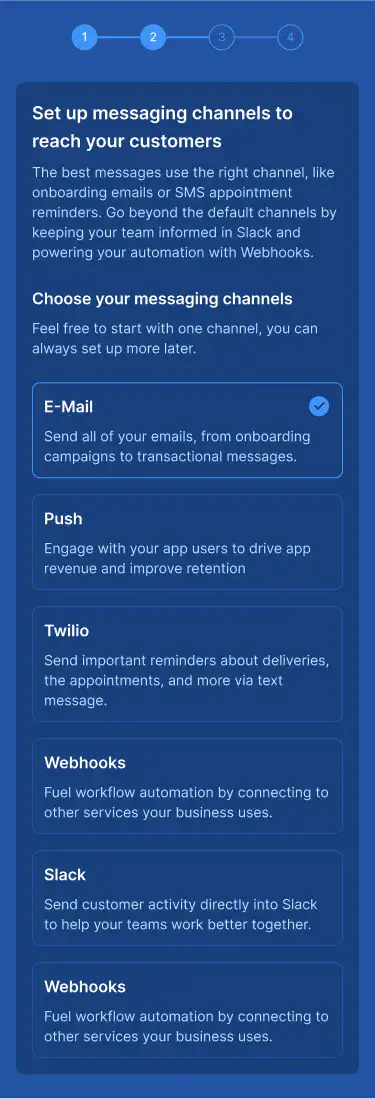 1 2 3 4
Set up messaging channels to
reach your customers
The best messages use the right channel, like
onboarding emails or SMS appointment
reminders. Go beyond the default channels by
keeping your team informed in Slack and
powering your automation with Webhooks.
Choose your messaging channels
Feel free to start with one channel, you can
always set up more later.
E-Mail
Send all of your emails, from onboarding
campaigns to transactional messages.
Push
Engage with your app users to drive app
revenue and improve retention
Twilio
Send important reminders about deliveries,
the appointments, and more via text
message.
Webhooks
Fuel workflow automation by connecting to
other services your business uses.
Slack
Send customer activity directly into Slack
to help your teams work better together.
Webhooks
Fuel workflow automation by connecting to
other services your business uses.